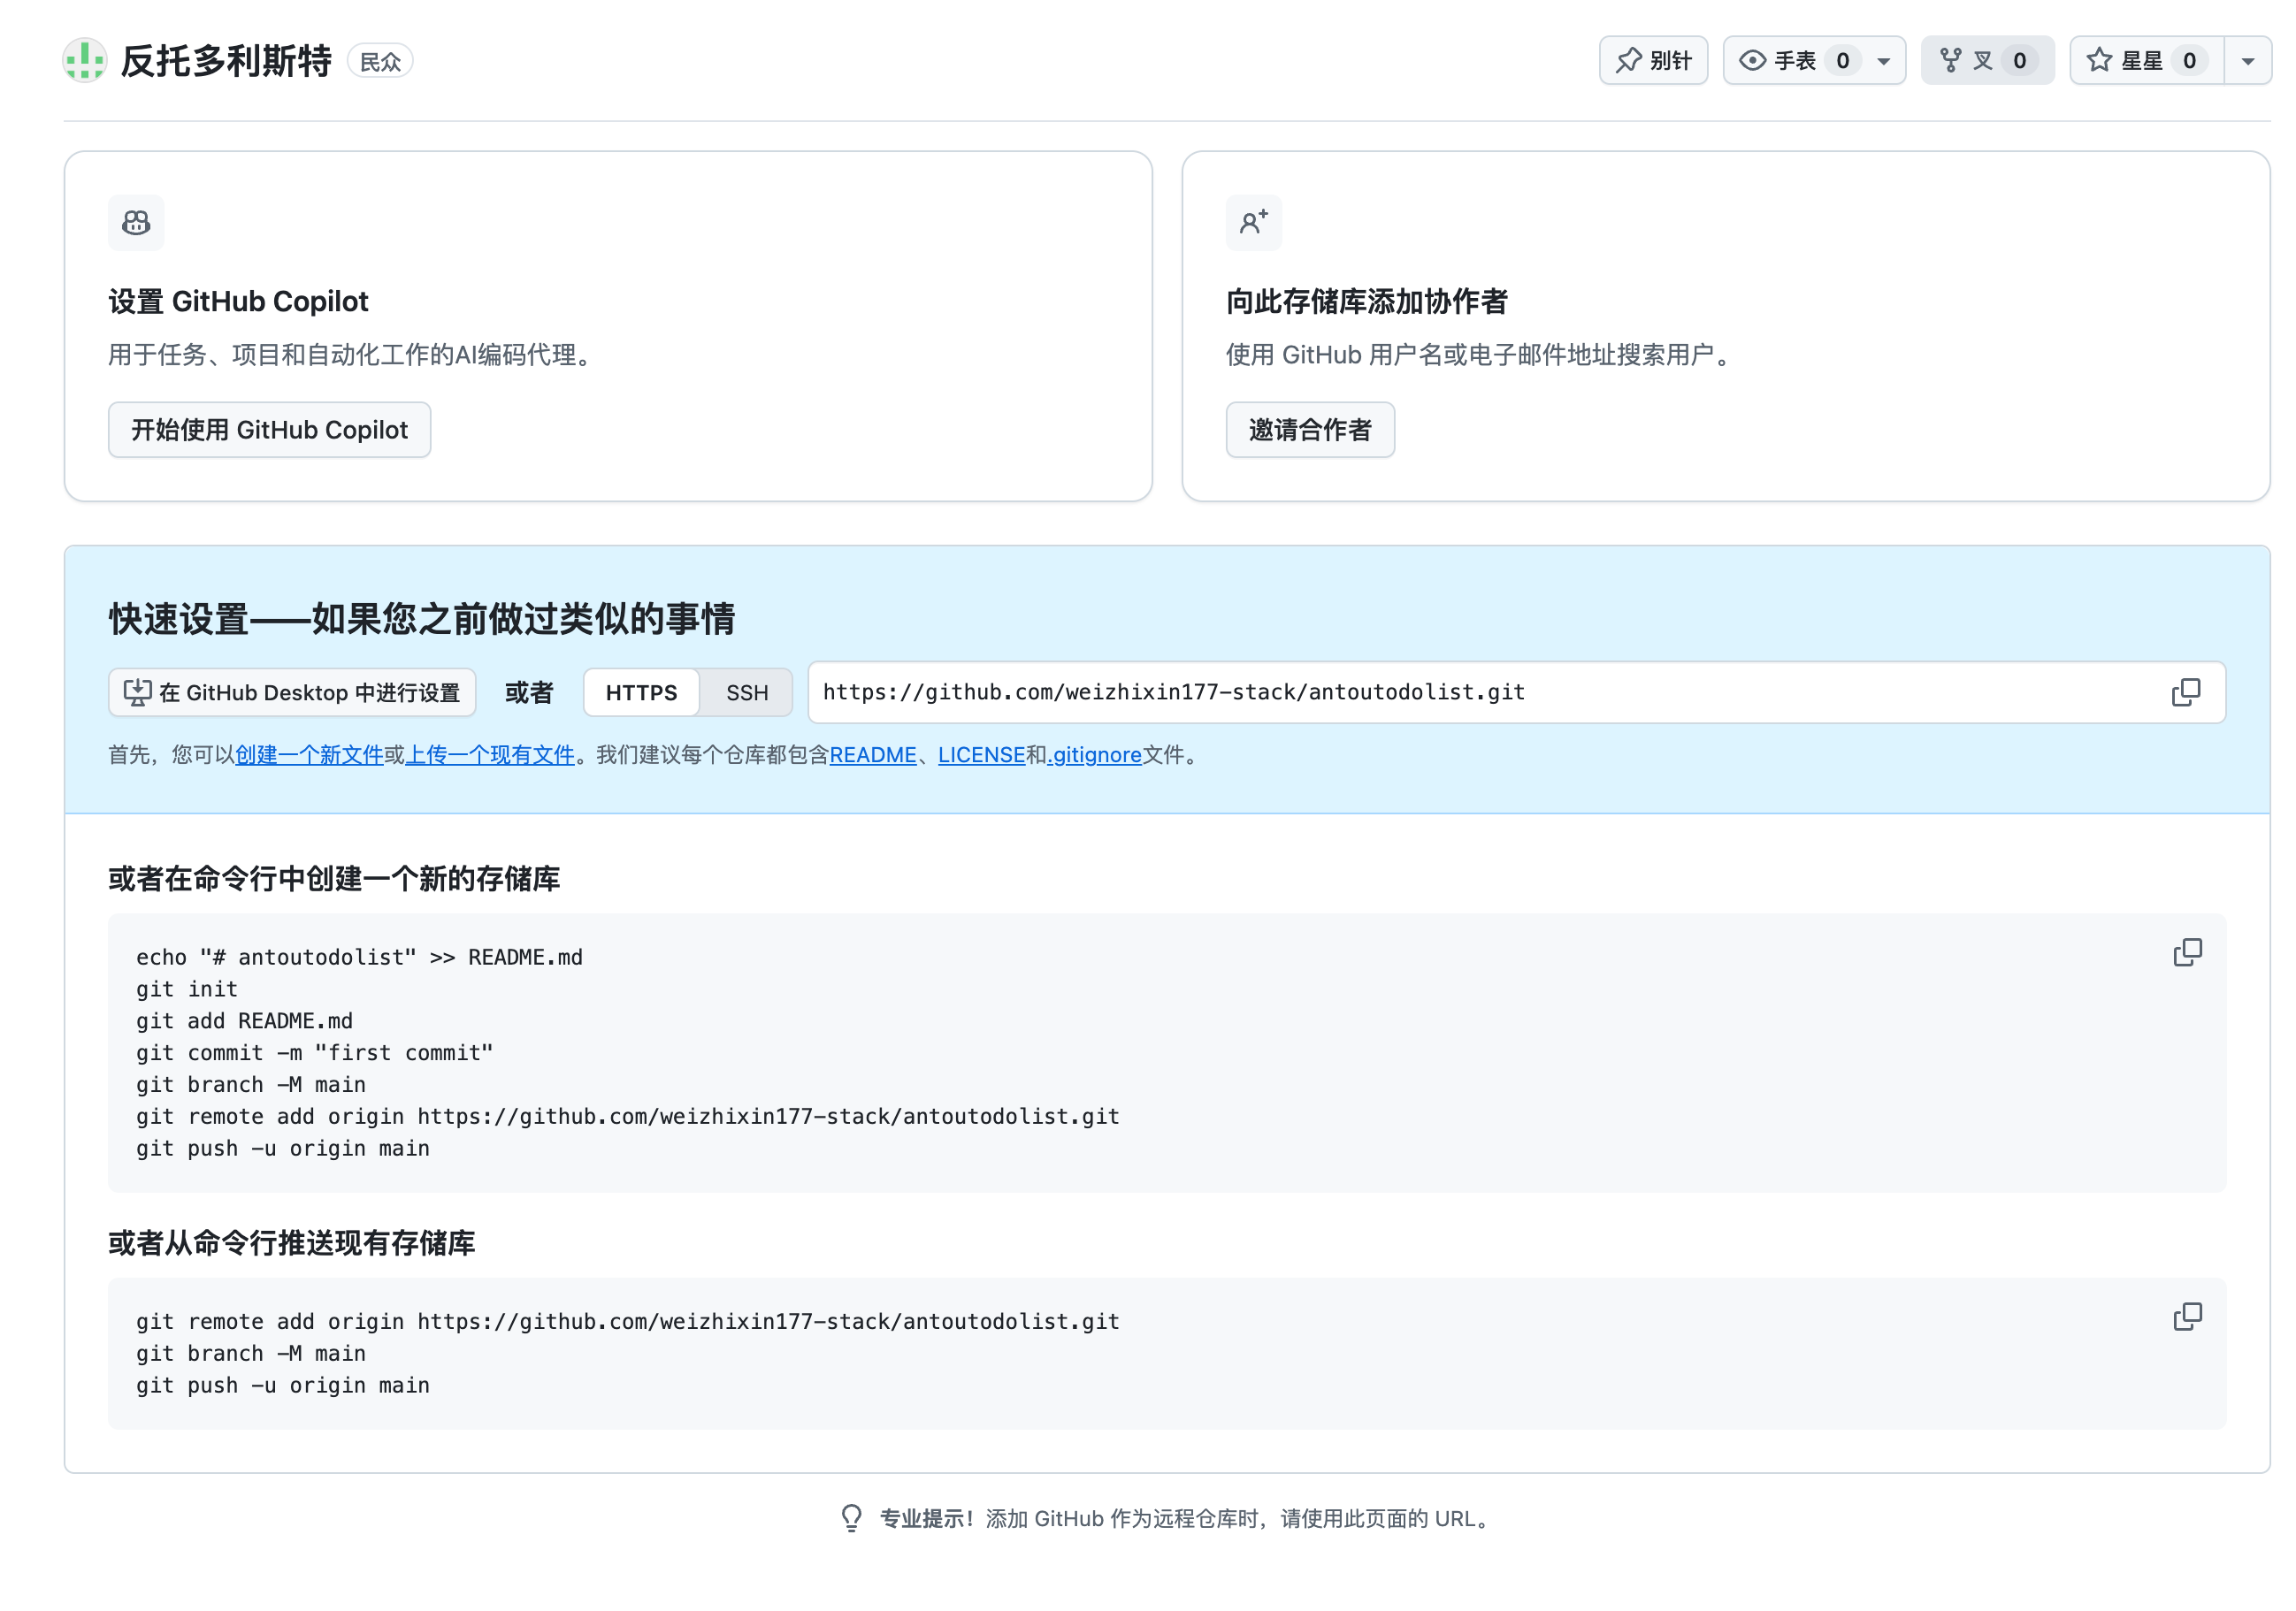 反托多利斯特 民众 别针 手表 0 叉 0 星星 0
设置 GitHub Copilot
用于任务、项目和自动化工作的AI编码代理。
开始使用 GitHub Copilot
向此存储库添加协作者
使用 GitHub 用户名或电子邮件地址搜索用户。
邀请合作者
快速设置——如果您之前做过类似的事情
在 GitHub Desktop 中进行设置 或者 HTTPS SSH https://github.com/weizhixin177-stack/antoutodolist.git
首先，您可以创建一个新文件或上传一个现有文件。我们建议每个仓库都包含README、LICENSE和.gitignore文件。
或者在命令行中创建一个新的存储库
echo "# antoutodolist" >> README.md
git init
git add README.md
git commit -m "first commit"
git branch -M main
git remote add origin https://github.com/weizhixin177-stack/antoutodolist.git
git push -u origin main
或者从命令行推送现有存储库
git remote add origin https://github.com/weizhixin177-stack/antoutodolist.git
git branch -M main
git push -u origin main
专业提示！添加 GitHub 作为远程仓库时，请使用此页面的 URL。